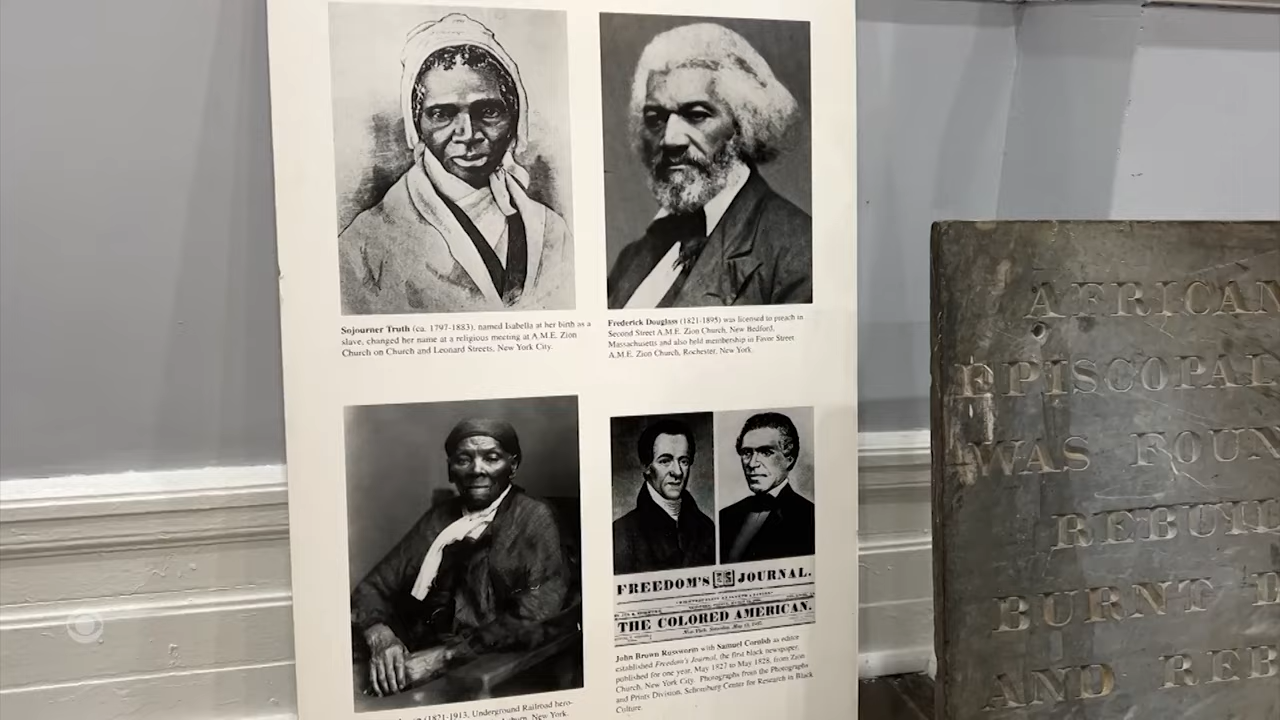 Sojourner Truth (ca. 1797-1883), named Isabella at her birth as a
slave, changed her name at a religious meeting at A.M.E. Zion
Church on Church and Leonard Streets, New York City.
Frederick Douglass (1821-1895) was licensed to preach in
Second Street A.M.E. Zion Church, New Bedford,
Massachusetts and also held membership in Favor Street
A.M.E. Zion Church, Rochester, New York.
FREEDOM'S JOURNAL.
THE COLORED AMERICAN.
John Brown Russworm with Samuel Cornish as editor
established Freedom's Journal, the first black newspaper,
published for one year, May 1827 to May 1828, from Zion
Church, New York City. Photographs from the Photographs
and Prints Division, Schomburg Center for Research in Black
Culture.
(1821-1913, Underground Railroad hero-
New York.
AFRICAN
EPISCOPAL
WAS FOUN
REBUIL
BURNT
AND REB